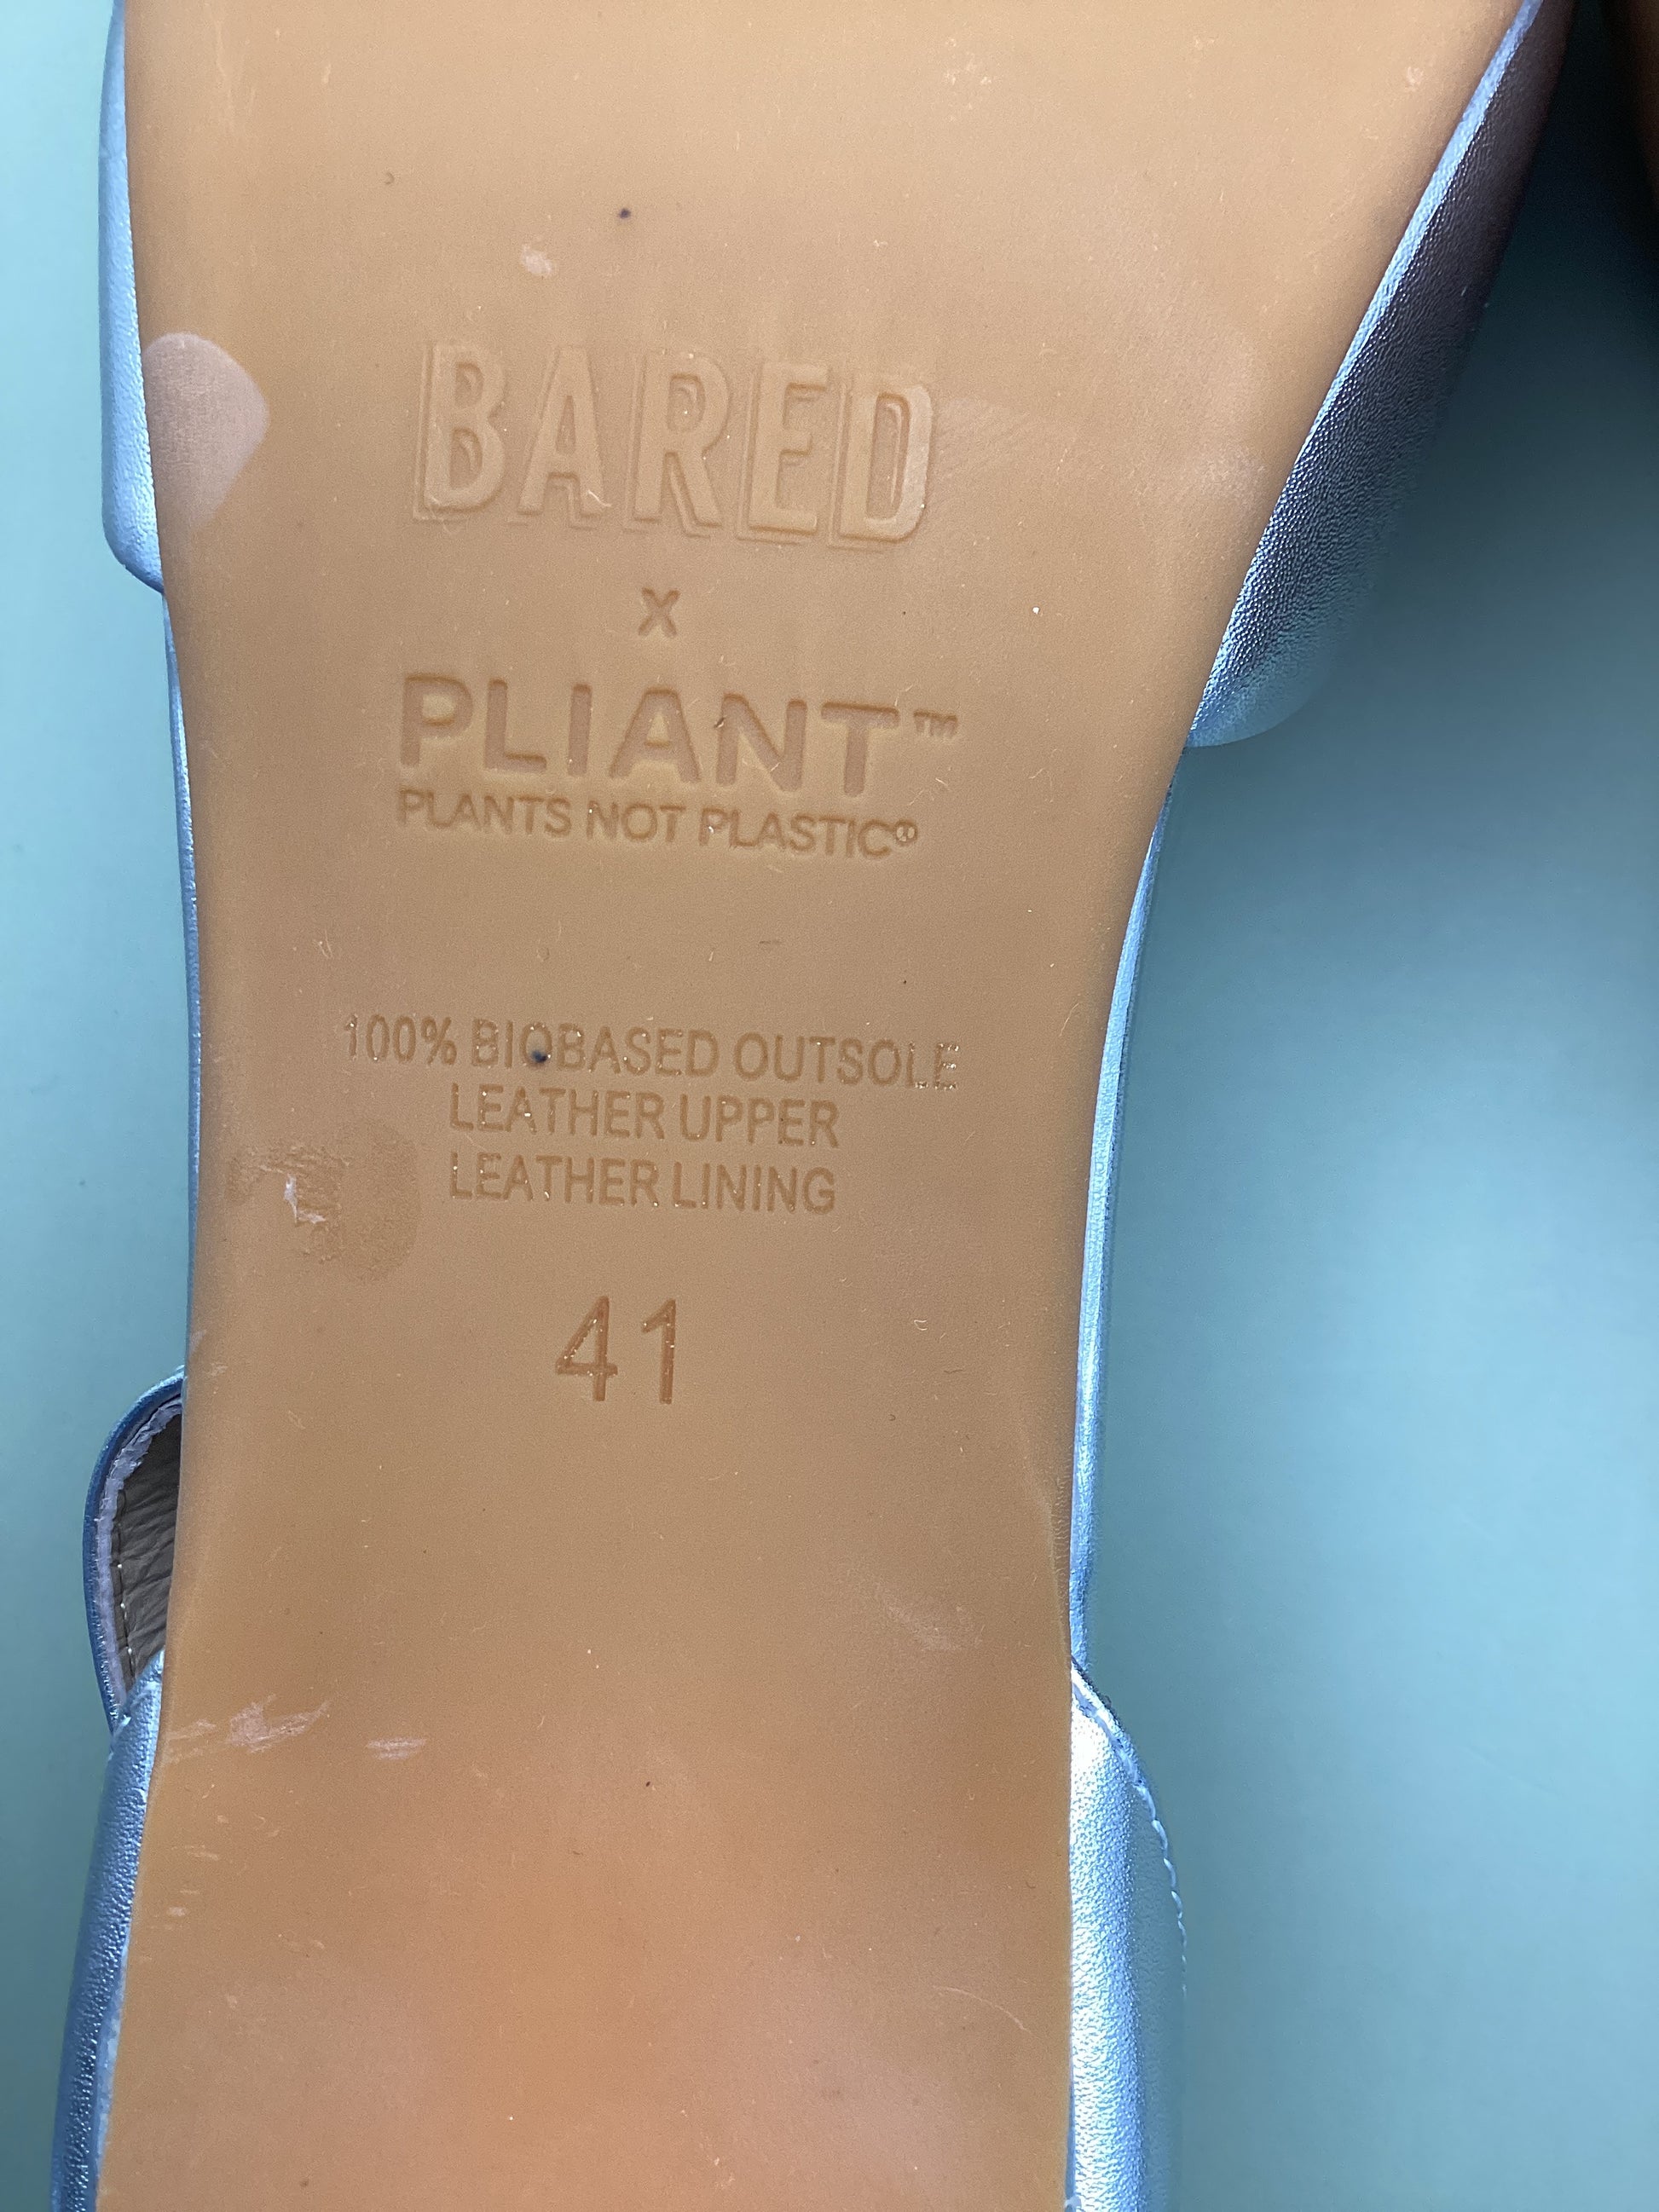 BARED
x
PLIANT™
PLANTS NOT PLASTIC®
100% BIOBASED OUTSOLE
LEATHER UPPER
LEATHER LINING
41